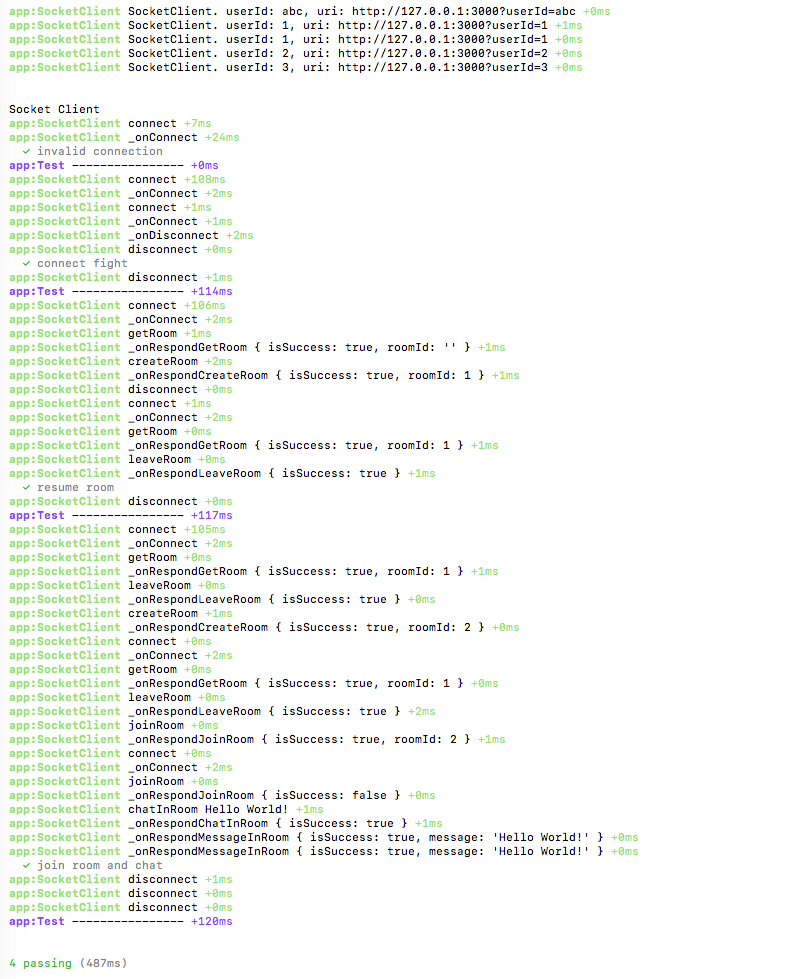 app:SocketClient SocketClient. userId: abc, uri: http://127.0.0.1:3000?userId=abc +0ms
app:SocketClient SocketClient. userId: 1, uri: http://127.0.0.1:3000?userId=1 +1ms
app:SocketClient SocketClient. userId: 1, uri: http://127.0.0.1:3000?userId=1 +0ms
app:SocketClient SocketClient. userId: 2, uri: http://127.0.0.1:3000?userId=2 +0ms
app:SocketClient SocketClient. userId: 3, uri: http://127.0.0.1:3000?userId=3 +0ms
Socket Client
app:SocketClient connect +7ms
app:SocketClient _onConnect +24ms
✓ invalid connection
app:Test ---------------- +0ms
app:SocketClient connect +108ms
app:SocketClient _onConnect +2ms
app:SocketClient connect +1ms
app:SocketClient _onConnect +1ms
app:SocketClient _onDisconnect +2ms
app:SocketClient disconnect +0ms
✓ connect fight
app:SocketClient disconnect +1ms
app:Test ---------------- +114ms
app:SocketClient connect +106ms
app:SocketClient _onConnect +2ms
app:SocketClient getRoom +1ms
app:SocketClient _onRespondGetRoom { isSuccess: true, roomId: '' } +1ms
app:SocketClient createRoom +2ms
app:SocketClient _onRespondCreateRoom { isSuccess: true, roomId: 1 } +1ms
app:SocketClient disconnect +0ms
app:SocketClient connect +1ms
app:SocketClient _onConnect +2ms
app:SocketClient getRoom +0ms
app:SocketClient _onRespondGetRoom { isSuccess: true, roomId: 1 } +1ms
app:SocketClient leaveRoom +0ms
app:SocketClient _onRespondLeaveRoom { isSuccess: true } +1ms
✓ resume room
app:SocketClient disconnect +0ms
app:Test ---------------- +117ms
app:SocketClient connect +105ms
app:SocketClient _onConnect +2ms
app:SocketClient getRoom +0ms
app:SocketClient _onRespondGetRoom { isSuccess: true, roomId: 1 } +1ms
app:SocketClient leaveRoom +0ms
app:SocketClient _onRespondLeaveRoom { isSuccess: true } +0ms
app:SocketClient createRoom +1ms
app:SocketClient _onRespondCreateRoom { isSuccess: true, roomId: 2 } +0ms
app:SocketClient connect +0ms
app:SocketClient _onConnect +2ms
app:SocketClient getRoom +0ms
app:SocketClient _onRespondGetRoom { isSuccess: true, roomId: 1 } +0ms
app:SocketClient leaveRoom +0ms
app:SocketClient _onRespondLeaveRoom { isSuccess: true } +2ms
app:SocketClient joinRoom +0ms
app:SocketClient _onRespondJoinRoom { isSuccess: true, roomId: 2 } +1ms
app:SocketClient connect +0ms
app:SocketClient _onConnect +2ms
app:SocketClient joinRoom +0ms
app:SocketClient _onRespondJoinRoom { isSuccess: false } +0ms
app:SocketClient chatInRoom Hello World! +1ms
app:SocketClient _onRespondChatInRoom { isSuccess: true } +1ms
app:SocketClient _onRespondMessageInRoom { isSuccess: true, message: 'Hello World!' } +0ms
app:SocketClient _onRespondMessageInRoom { isSuccess: true, message: 'Hello World!' } +0ms
✓ join room and chat
app:SocketClient disconnect +1ms
app:SocketClient disconnect +0ms
app:SocketClient disconnect +0ms
app:Test ---------------- +120ms
4 passing (487ms)